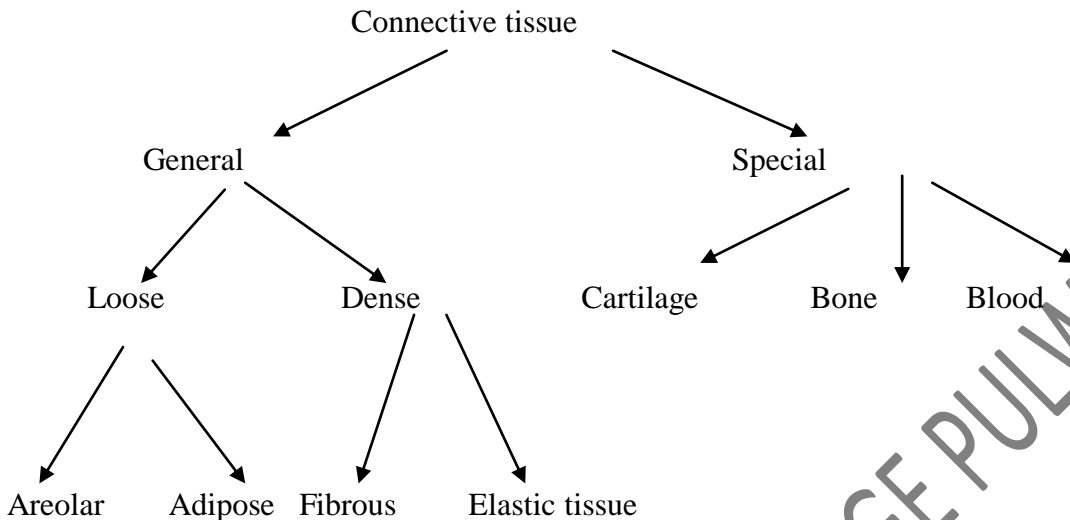 Connective tissue
General Special
Loose Dense Cartilage Bone Blood
Areolar Adipose Fibrous Elastic tissue